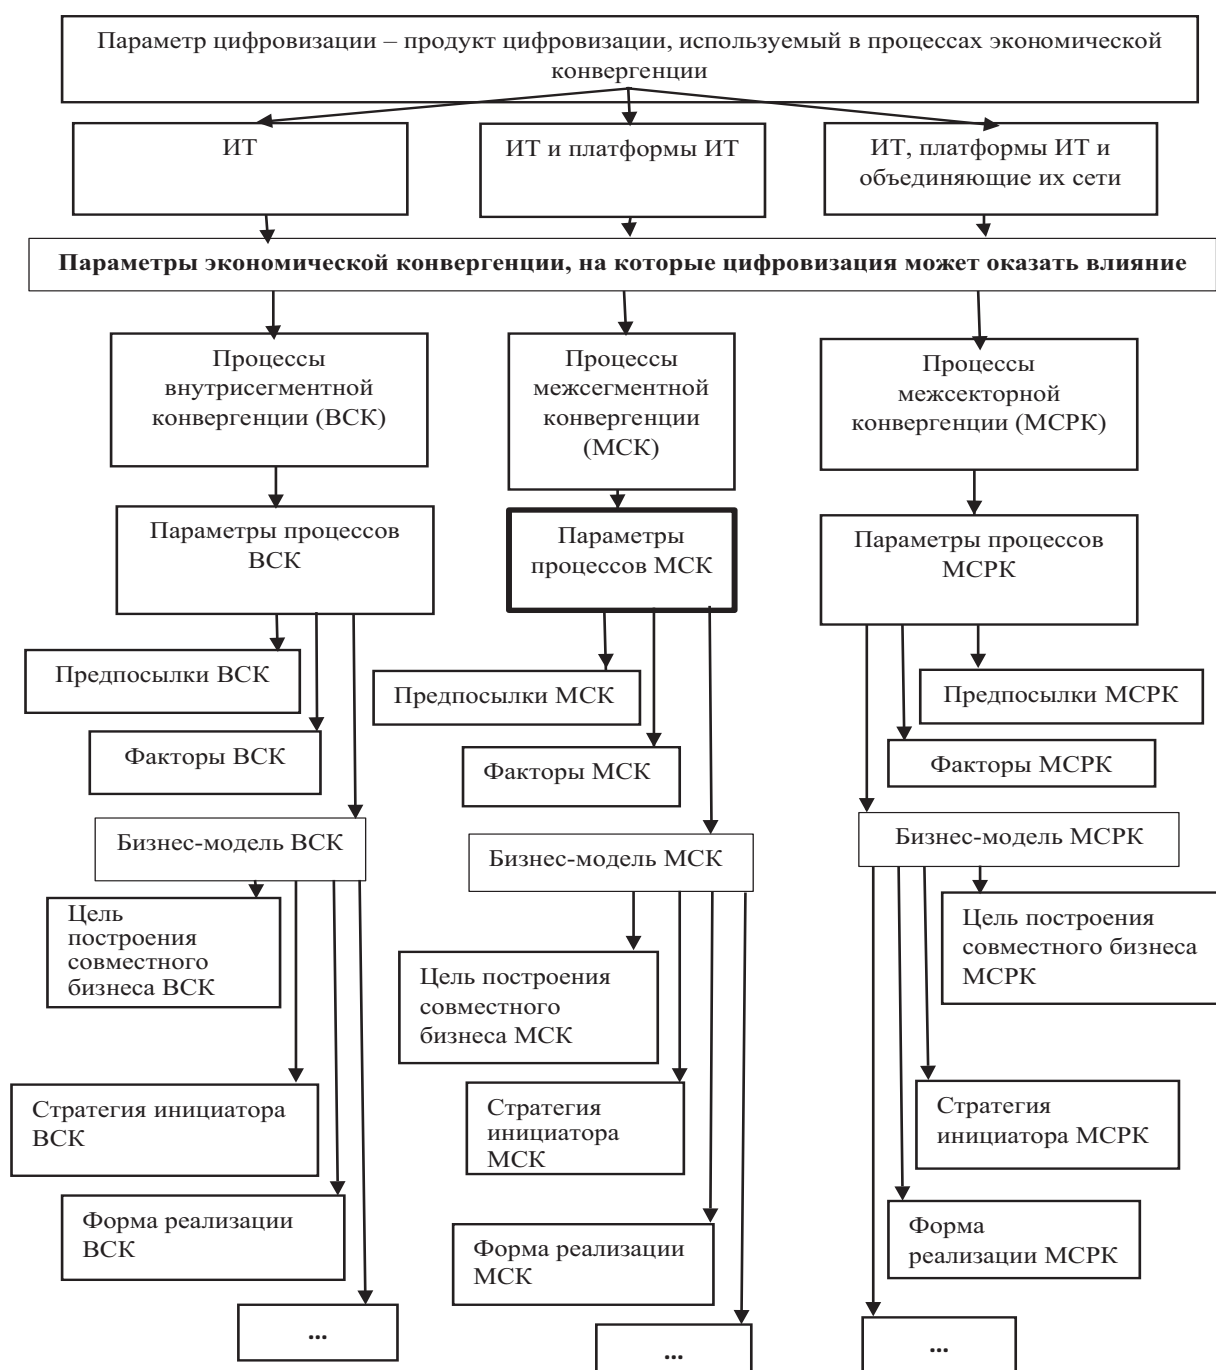 Параметр цифровизации – продукт цифровизации, используемый в процессах экономической
конвергенции
ИТ
ИТ и платформы ИТ
ИТ, платформы ИТ и
объединяющие их сети
Параметры экономической конвергенции, на которые цифровизация может оказать влияние
Процессы
внутрисегментной
конвергенции (ВСК)
Процессы
межсегментной
конвергенции
(МСК)
Процессы
межсекторной
конвергенции (МСРК)
Параметры процессов
ВСК
Параметры
процессов МСК
Параметры процессов
МСРК
Предпосылки ВСК
Предпосылки МСК
Предпосылки МСРК
Факторы ВСК
Факторы МСК
Факторы МСРК
Бизнес-модель ВСК
Бизнес-модель МСК
Бизнес-модель МСРК
Цель
построения
совместного
бизнеса ВСК
Цель построения
совместного
бизнеса МСК
Цель построения
совместного бизнеса
МСРК
Стратегия инициатора
ВСК
Стратегия
инициатора
МСК
Стратегия
инициатора МСРК
Форма реализации
ВСК
Форма реализации
МСК
Форма
реализации МСРК
...
...
...